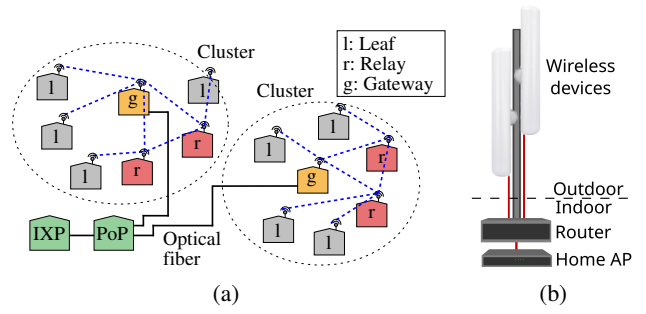 Cluster
l: Leaf
r: Relay
g: Gateway
l
l
g
l
r
r
l
Cluster
l
l
r
g
r
l
l
IXP
PoP
Optical
fiber
(a)
Wireless
devices
Outdoor
Indoor
Router
Home AP
(b)